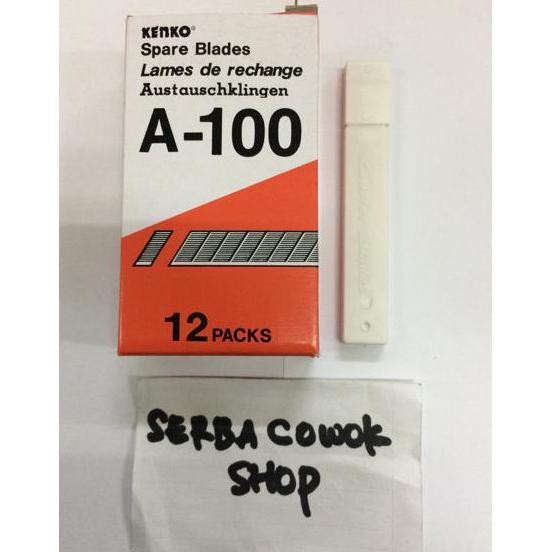 KENKO®
Spare Blades
Lames de rechange
Austauschklingen
A-100
12 PACKS
SERBA COWOK
SHOP